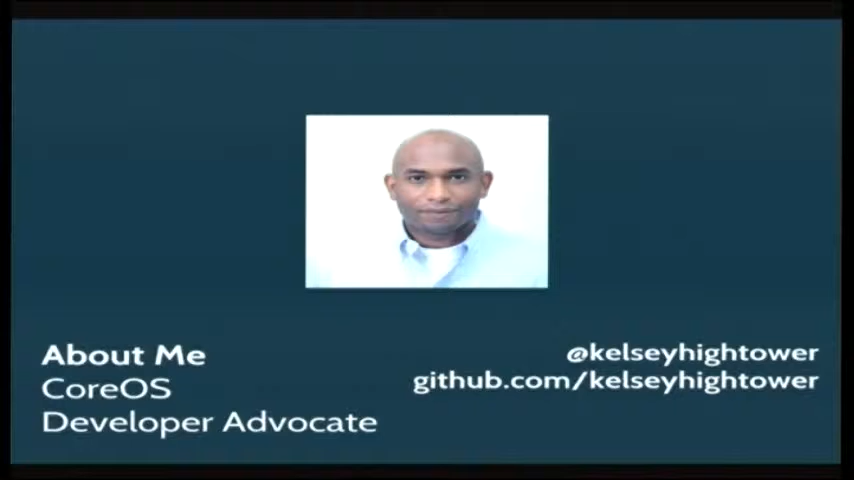 About Me
CoreOS
Developer Advocate
@kelseyhightower
github.com/kelseyhightower